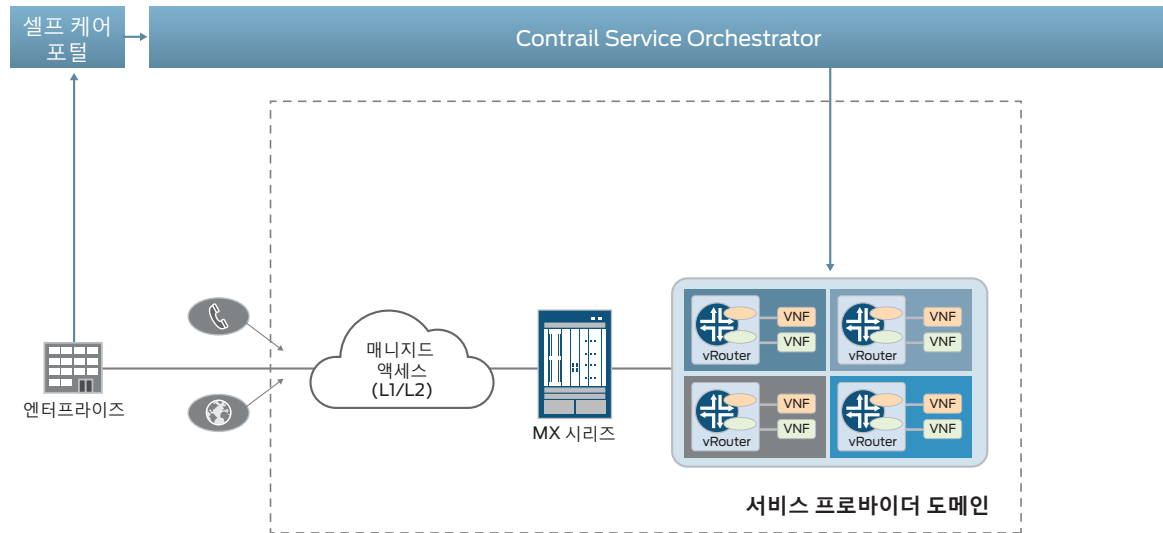 셀프 케어
포털
Contrail Service Orchestrator
매니지드
액세스
(L1/L2)
엔터프라이즈
MX 시리즈
VNF
VNF
vRouter
VNF
VNF
vRouter
VNF
VNF
vRouter
VNF
VNF
vRouter
서비스 프로바이더 도메인